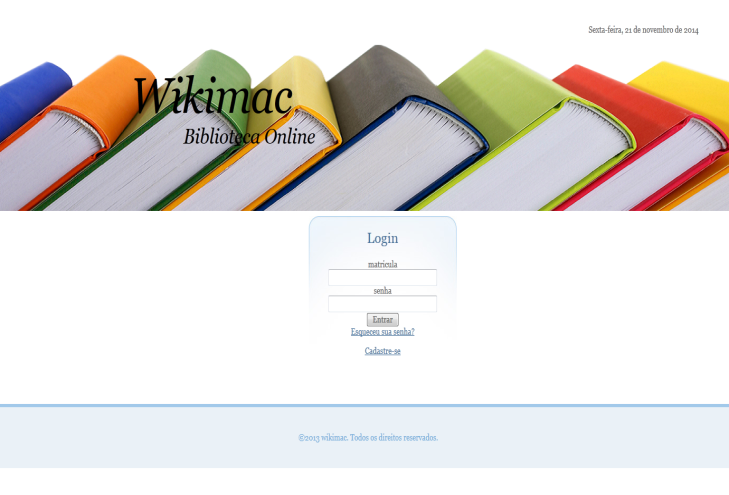 Sexta-feira, 21 de novembro de 2014
Wikimac
Biblioteca Online
Login
matrícula
senha
Entrar
Esqueceu sua senha?
Cadastre-se
©2013 wikimac. Todos os direitos reservados.